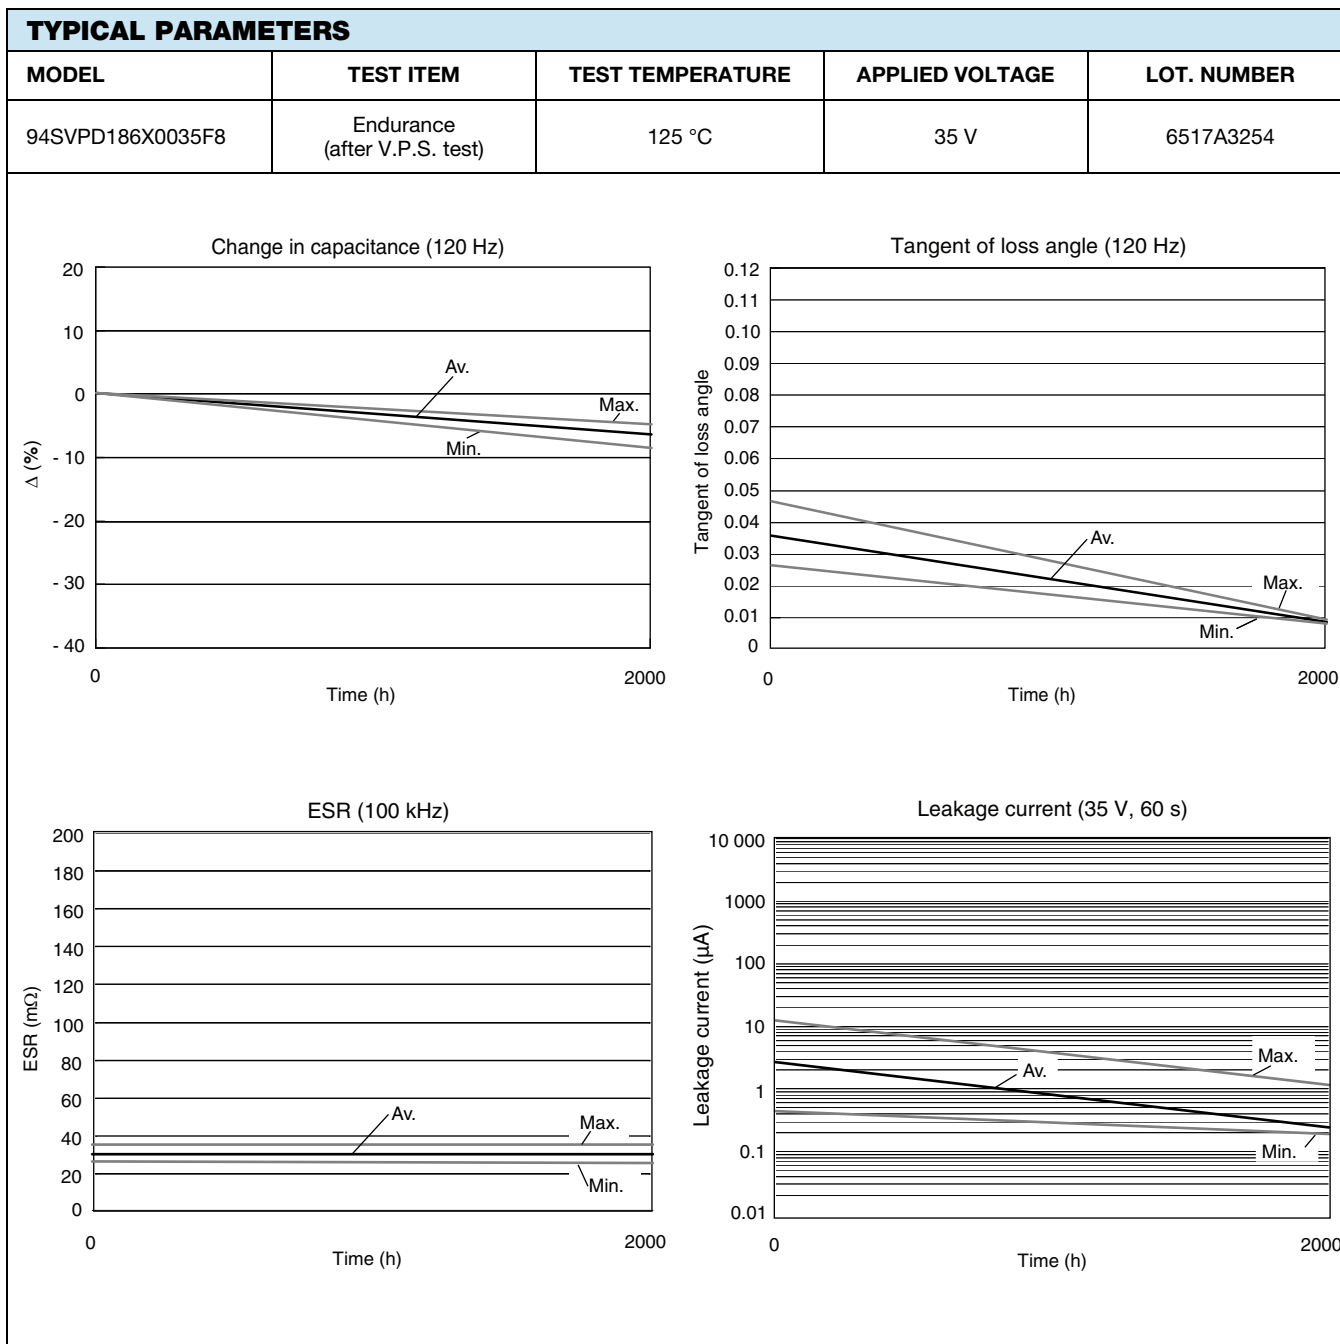 TYPICAL PARAMETERS
MODEL TEST ITEM TEST TEMPERATURE APPLIED VOLTAGE LOT. NUMBER
94SVPD186X0035F8 Endurance (after V.P.S. test) 125 °C 35 V 6517A3254
Change in capacitance (120 Hz)
20
10
0
- 10
- 20
- 30
- 40
Δ (%)
Av.
Max.
Min.
0 2000
Time (h)
Tangent of loss angle (120 Hz)
0.12
0.11
0.10
0.09
0.08
0.07
0.06
0.05
0.04
0.03
0.02
0.01
0
Tangent of loss angle
Av.
Max.
Min.
0 2000
Time (h)
ESR (100 kHz)
200
180
160
140
120
100
80
60
40
20
0
ESR (mΩ)
Av.
Max.
Min.
0 2000
Time (h)
Leakage current (35 V, 60 s)
10 000
1000
100
10
1
0.1
0.01
Leakage current (µA)
Max.
Av.
Min.
0 2000
Time (h)